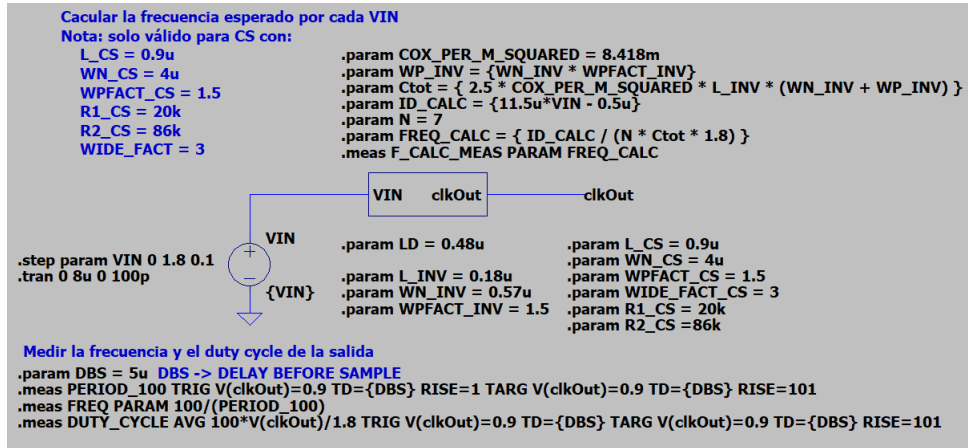 Cacular la frecuencia esperado por cada VIN
Nota: solo válido para CS con:
L_CS = 0.9u
WN_CS = 4u
WPFACT_CS = 1.5
R1_CS = 20k
R2_CS = 86k
WIDE_FACT = 3
.param COX_PER_M_SQUARED = 8.418m
.param WP_INV = {WN_INV * WPFACT_INV}
.param Ctot = { 2.5 * COX_PER_M_SQUARED * L_INV * (WN_INV + WP_INV) }
.param ID_CALC = {11.5u*VIN - 0.5u}
.param N = 7
.param FREQ_CALC = { ID_CALC / (N * Ctot * 1.8) }
.meas F_CALC_MEAS PARAM FREQ_CALC
VIN clkOut
clkOut
VIN
{VIN}
.step param VIN 0 1.8 0.1
.tran 0 8u 0 100p
.param LD = 0.48u
.param L_INV = 0.18u
.param WN_INV = 0.57u
.param WPFACT_INV = 1.5
.param L_CS = 0.9u
.param WN_CS = 4u
.param WPFACT_CS = 1.5
.param WIDE_FACT_CS = 3
.param R1_CS = 20k
.param R2_CS =86k
Medir la frecuencia y el duty cycle de la salida
.param DBS = 5u DBS -> DELAY BEFORE SAMPLE
.meas PERIOD_100 TRIG V(clkOut)=0.9 TD={DBS} RISE=1 TARG V(clkOut)=0.9 TD={DBS} RISE=101
.meas FREQ PARAM 100/(PERIOD_100)
.meas DUTY_CYCLE AVG 100*V(clkOut)/1.8 TRIG V(clkOut)=0.9 TD={DBS} TARG V(clkOut)=0.9 TD={DBS} RISE=101